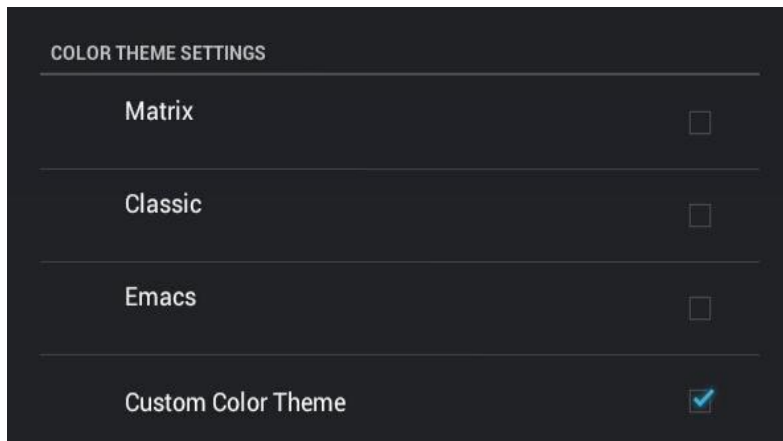 COLOR THEME SETTINGS
Matrix
Classic
Emacs
Custom Color Theme